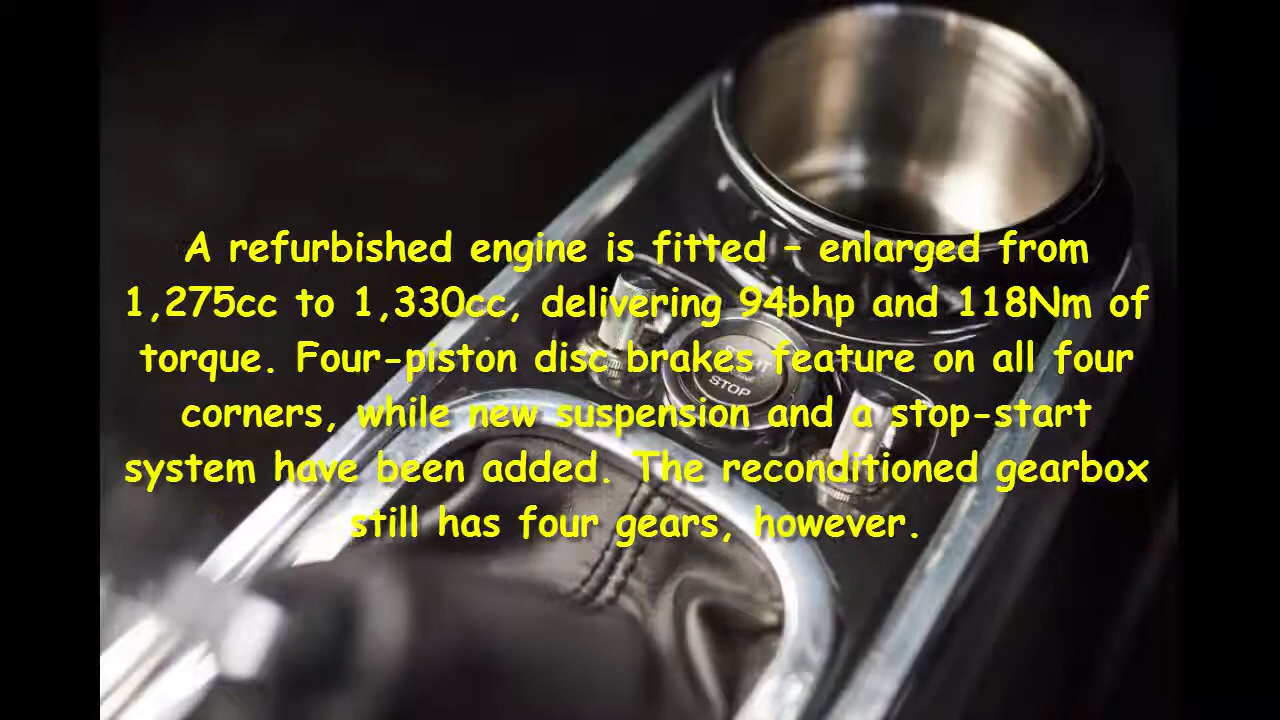 A refurbished engine is fitted – enlarged from
1,275cc to 1,330cc, delivering 94bhp and 118Nm of
torque. Four-piston disc brakes feature on all four
corners, while new suspension and a stop-start
system have been added. The reconditioned gearbox
still has four gears, however.
STOP